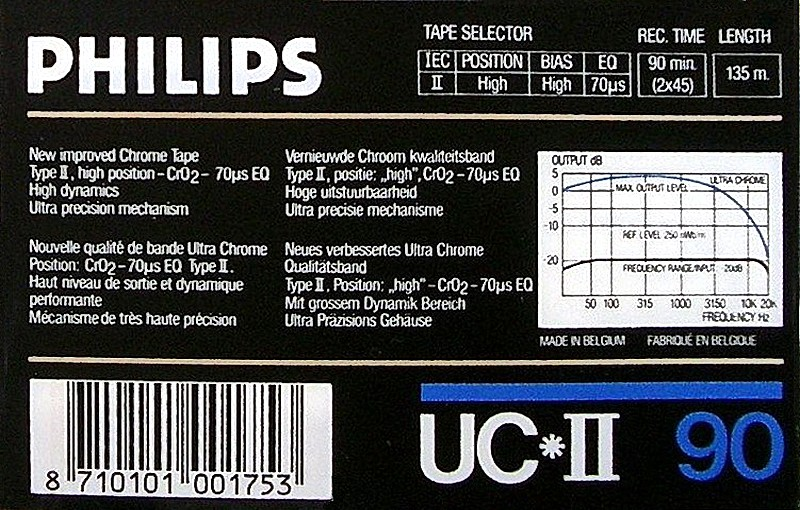 PHILIPS
TAPE SELECTOR
REC. TIME
LENGTH
IEC POSITION BIAS EQ
II High High 70µs
90 min.
(2x45)
135 m.
New improved Chrome Tape
Type II, high position - CrO2 - 70µs EQ
High dynamics
Ultra precision mechanism
Vernieuwde Chroom kwaliteitsband
Type II, positie: „high", CrO2 - 70µs EQ
Hoge uitstuurbaarheid
Ultra precisie mechanisme
Nouvelle qualité de bande Ultra Chrome
Position: CrO2 - 70µs EQ Type II.
Haut niveau de sortie et dynamique
performante
Mécanisme de très haute précision
Neues verbessertes Ultra Chrome
Qualitätsband
Type II, Position: „high" - CrO2 - 70µs EQ
Mit grossem Dynamik Bereich
Ultra Präzisions Gehäuse
OUTPUT dB
5
0
-5
-10
-20
ULTRA CHROME
MAX. OUTPUT LEVEL
REF. LEVEL 250 nWb/m
FREQUENCY RANGE/INPUT -20dB
50 100 315 1000 3150 10K 20K
FREQUENCY Hz
MADE IN BELGIUM FABRIQUÉ EN BELGIQUE
8 710101 001753
UC*II 90